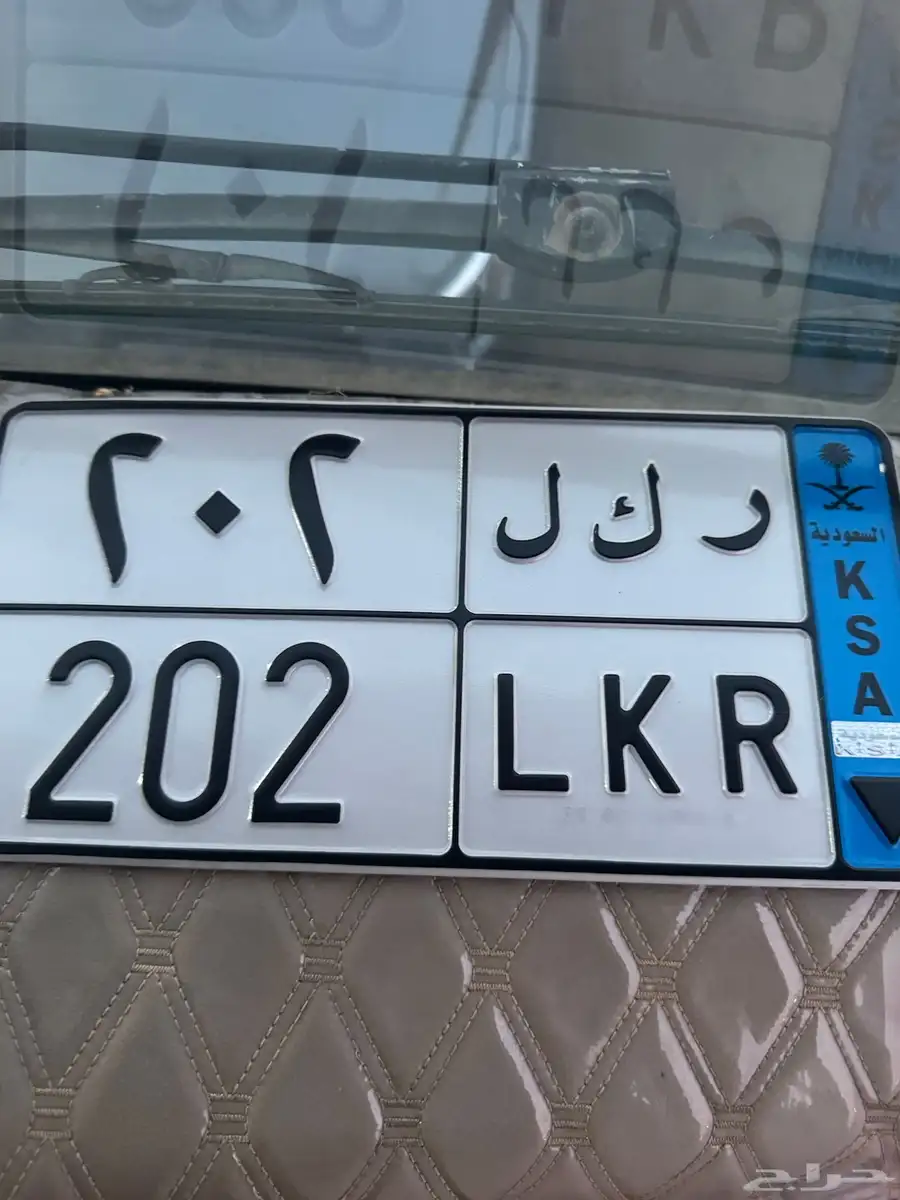 ٢٠٢ ر ك ل
202 LKR
السعودية
K
S
A
حراج